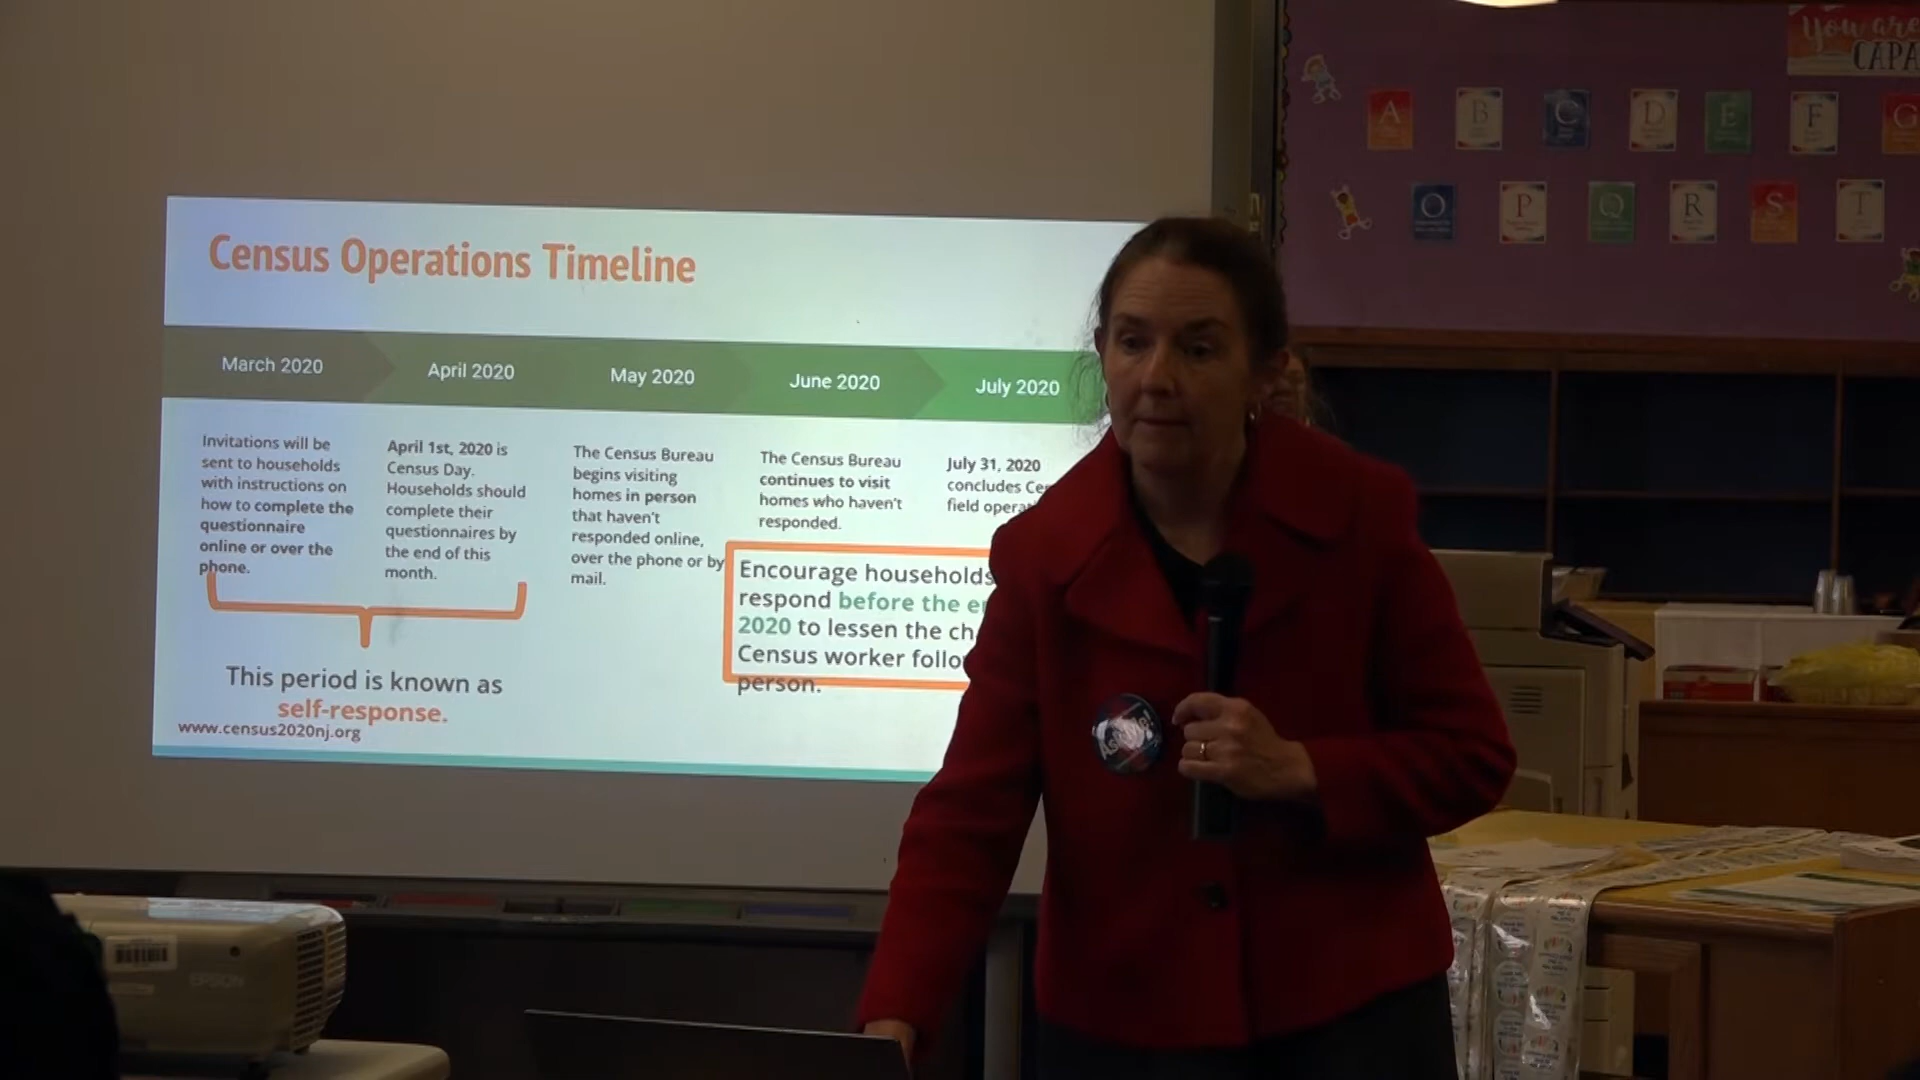 You are
CAPA
A B C D E F G
O P Q R S T
Census Operations Timeline
March 2020
April 2020
May 2020
June 2020
July 2020
Invitations will be
sent to households
with instructions on
how to complete the
questionnaire
online or over the
phone.
April 1st, 2020 is
Census Day.
Households should
complete their
questionnaires by
the end of this
month.
The Census Bureau
begins visiting
homes in person
that haven't
responded online,
over the phone or by
mail.
The Census Bureau
continues to visit
homes who haven't
responded.
July 31, 2020
concludes Ce
field opera
Encourage households
respond before the e
2020 to lessen the ch
Census worker follo
person.
This period is known as
self-response.
www.census2020nj.org
EPSON